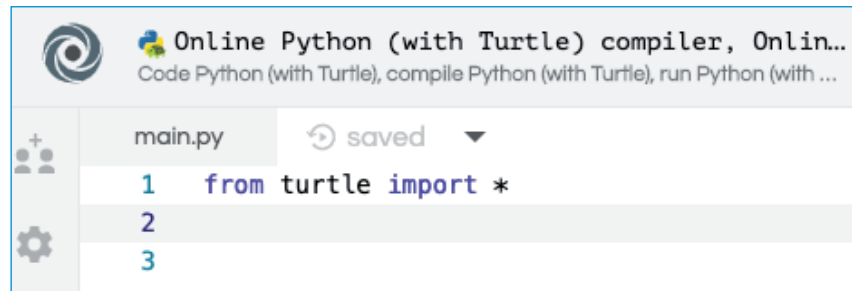 Online Python (with Turtle) compiler, Onlin...
Code Python (with Turtle), compile Python (with Turtle), run Python (with ...
main.py saved
1 from turtle import *
2
3